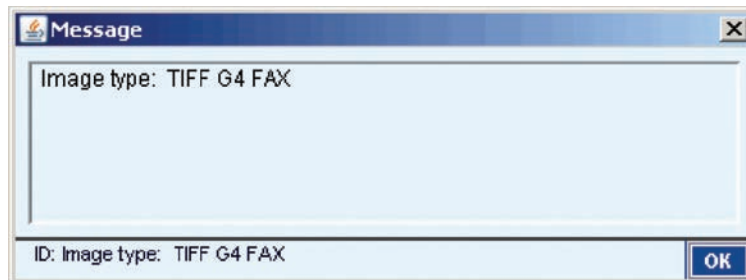 Message
Image type: TIFF G4 FAX
ID: Image type: TIFF G4 FAX
OK